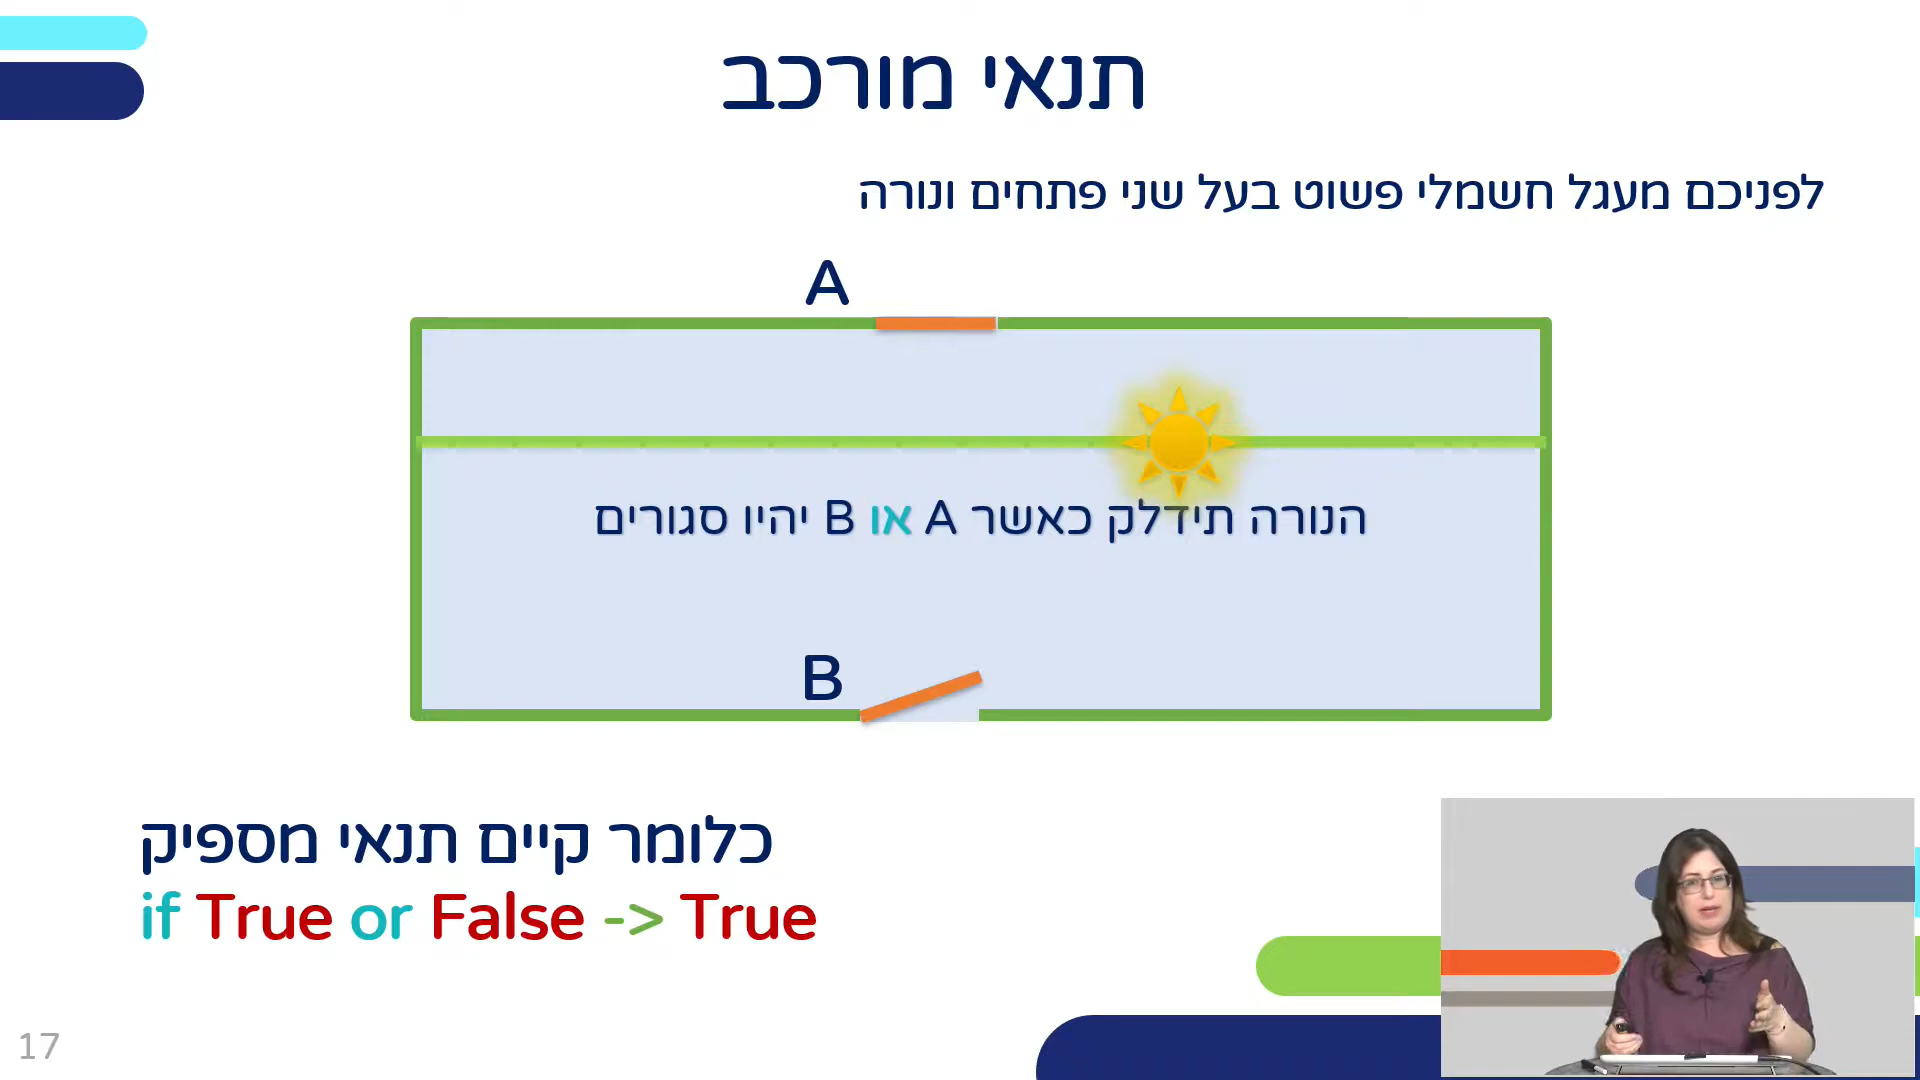 תנאי מורכב
לפניכם מעגל חשמלי פשוט בעל שני פתחים ונורה
A
הנורה תידלק כאשר A או B יהיו סגורים
B
כלומר קיים תנאי מספיק
if True or False -> True
17